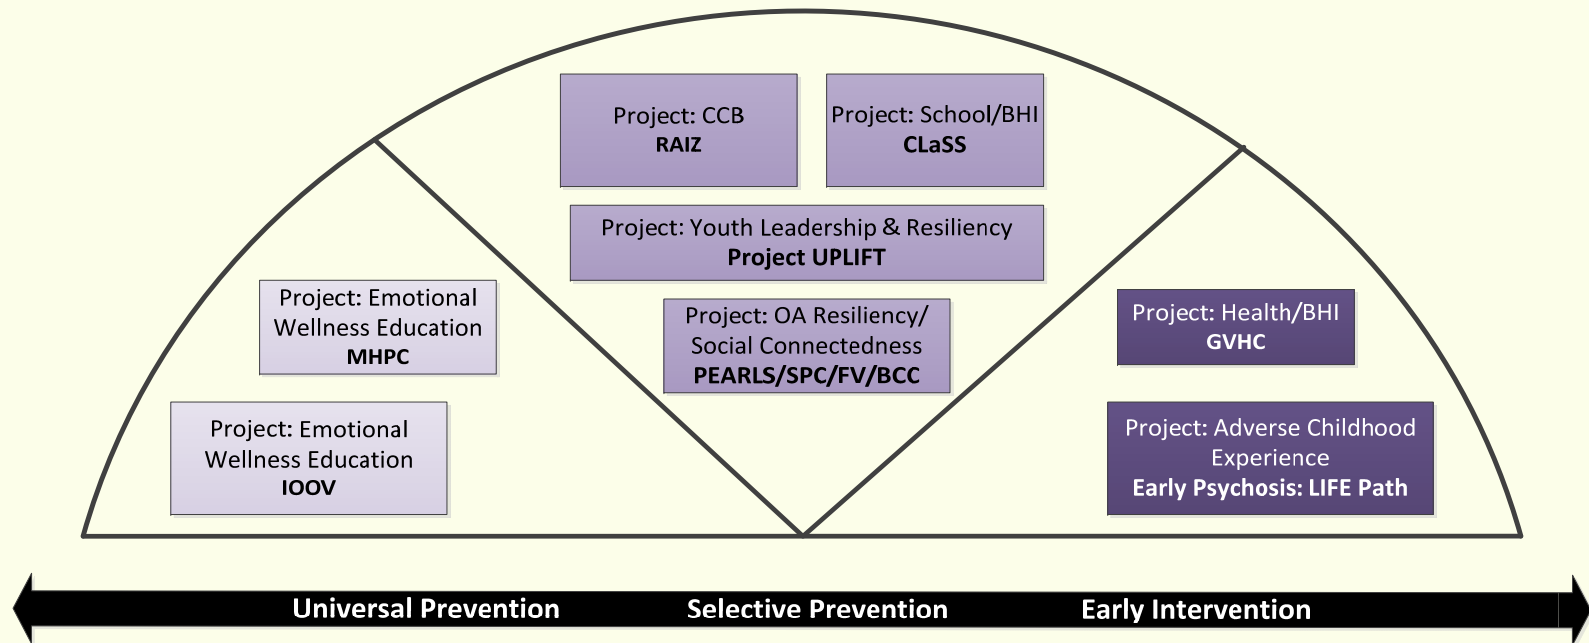 Project: CCB
RAIZ
Project: School/BHI
CLaSS
Project: Youth Leadership & Resiliency
Project UPLIFT
Project: Emotional
Wellness Education
MHPC
Project: OA Resiliency/
Social Connectedness
PEARLS/SPC/FV/BCC
Project: Health/BHI
GVHC
Project: Emotional
Wellness Education
IOOV
Project: Adverse Childhood
Experience
Early Psychosis: LIFE Path
Universal Prevention
Selective Prevention
Early Intervention